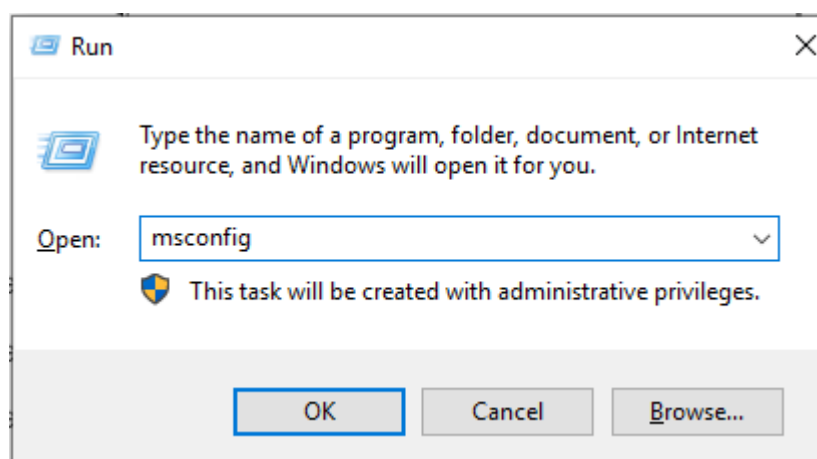 Run
Type the name of a program, folder, document, or Internet
resource, and Windows will open it for you.
Open: msconfig
This task will be created with administrative privileges.
OK Cancel Browse...